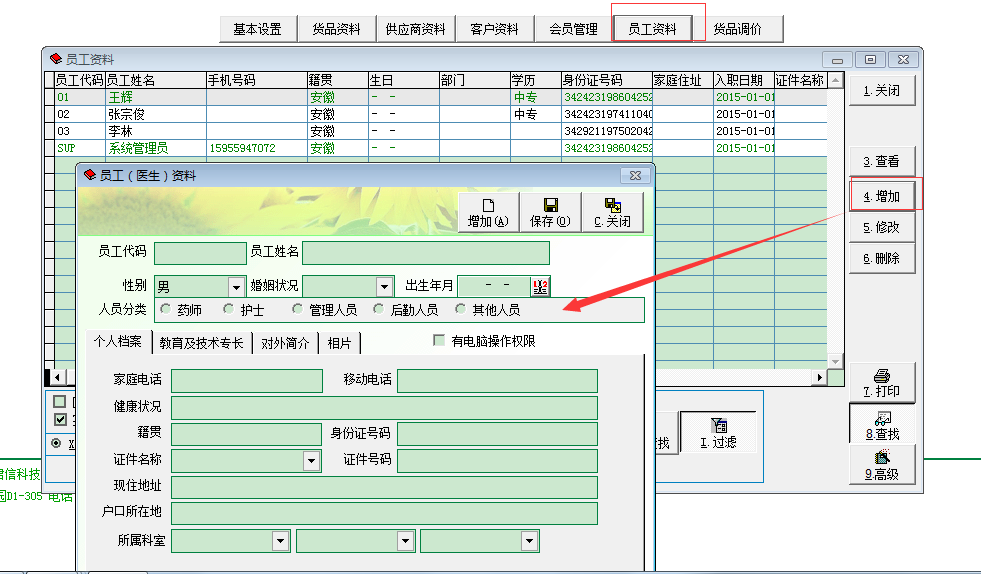 基本设置 货品资料 供应商资料 客户资料 会员管理 员工资料 货品调价
员工资料
员工代码 员工姓名 手机号码 籍贯 生日 部门 学历 身份证号码 家庭住址 入职日期 证件名称
01 王辉 安徽 - - 中专 342423198604252 2015-01-01
02 张宗俊 安徽 - - 中专 342423197411040 2015-01-01
03 李林 安徽 - - 342921197502042 2015-01-01
SUP 系统管理员 15955947072 安徽 - - 342423198604252 2015-01-01
1.关闭
3.查看
4.增加
5.修改
6.删除
7.打印
8.查找
9.高级
员工（医生）资料
增加(A) 保存(O) C.关闭
员工代码 员工姓名
性别 男 婚姻状况 出生年月 - -
人员分类 药师 护士 管理人员 后勤人员 其他人员
个人档案 教育及技术专长 对外简介 相片 有电脑操作权限
家庭电话 移动电话
健康状况
籍贯 身份证号码
证件名称 证件号码
现住地址
户口所在地
所属科室
找 I.过滤
信科技
园D1-305 电话